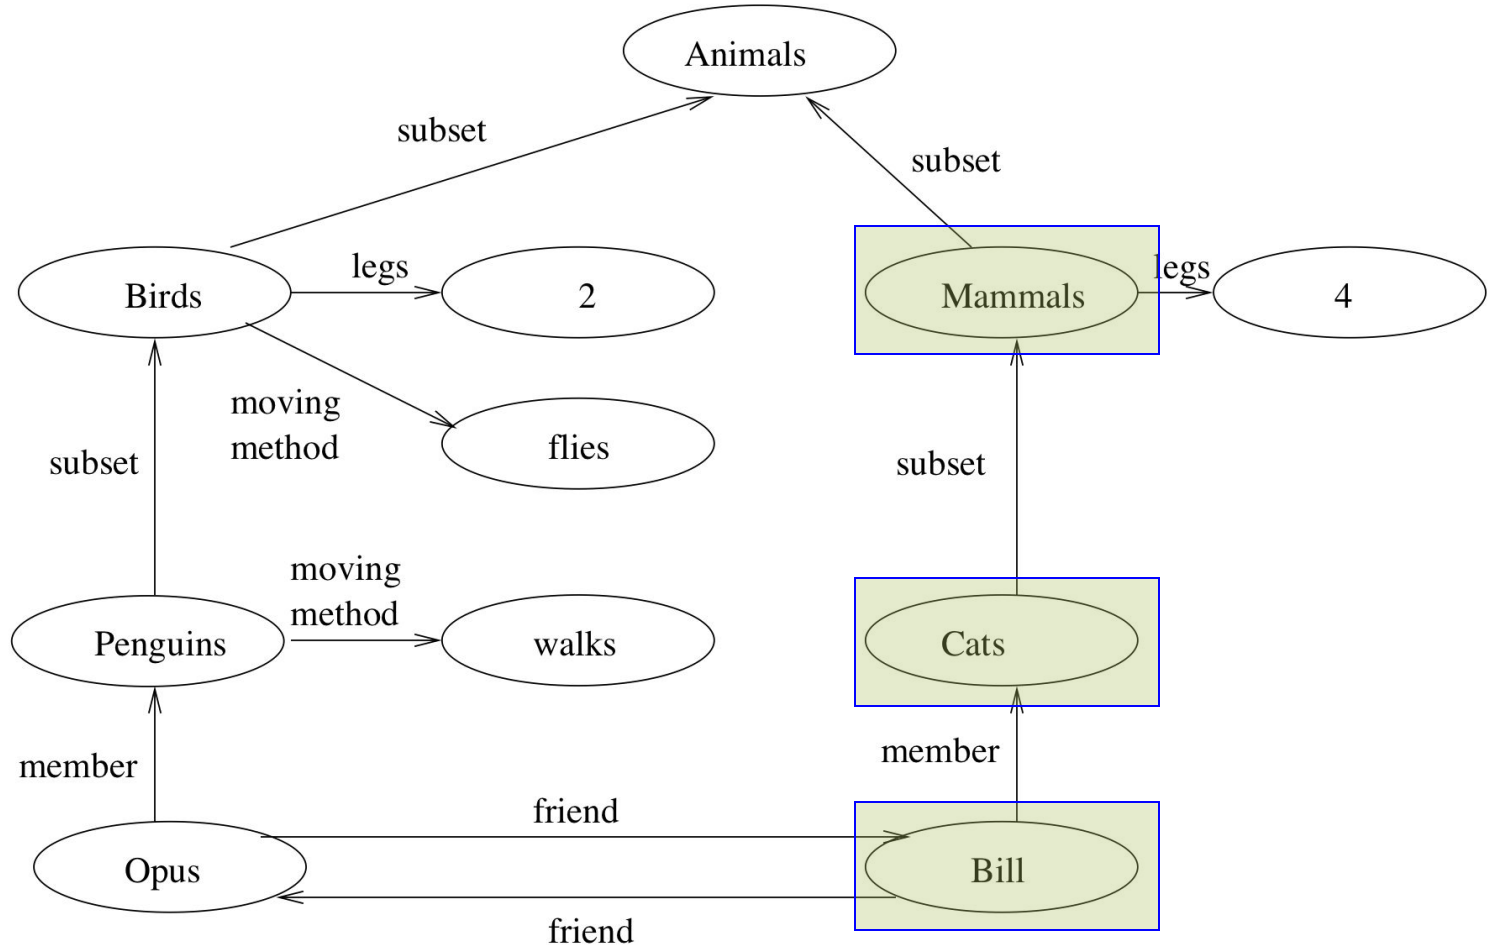 Animals
subset
subset
Birds
legs
2
Mammals
legs
4
moving
method
flies
subset
subset
moving
method
Penguins
walks
Cats
member
member
friend
Opus
Bill
friend